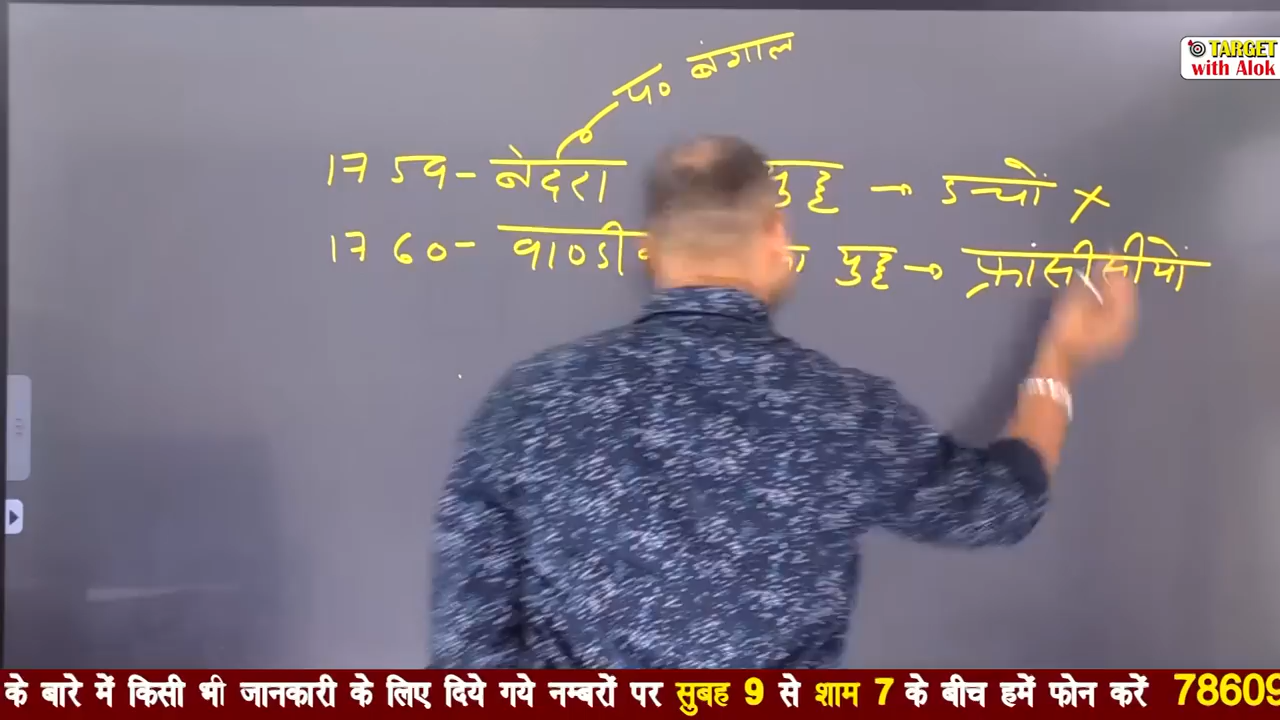 TARGET
with Alok
प० बंगाल
1759- बेदरा युद्ध → डचों ×
1760- वाण्डी युद्ध → फ्रांसीसीयों
के बारे में किसी भी जानकारी के लिए दिये गये नम्बरों पर सुबह 9 से शाम 7 के बीच हमें फोन करें 78609